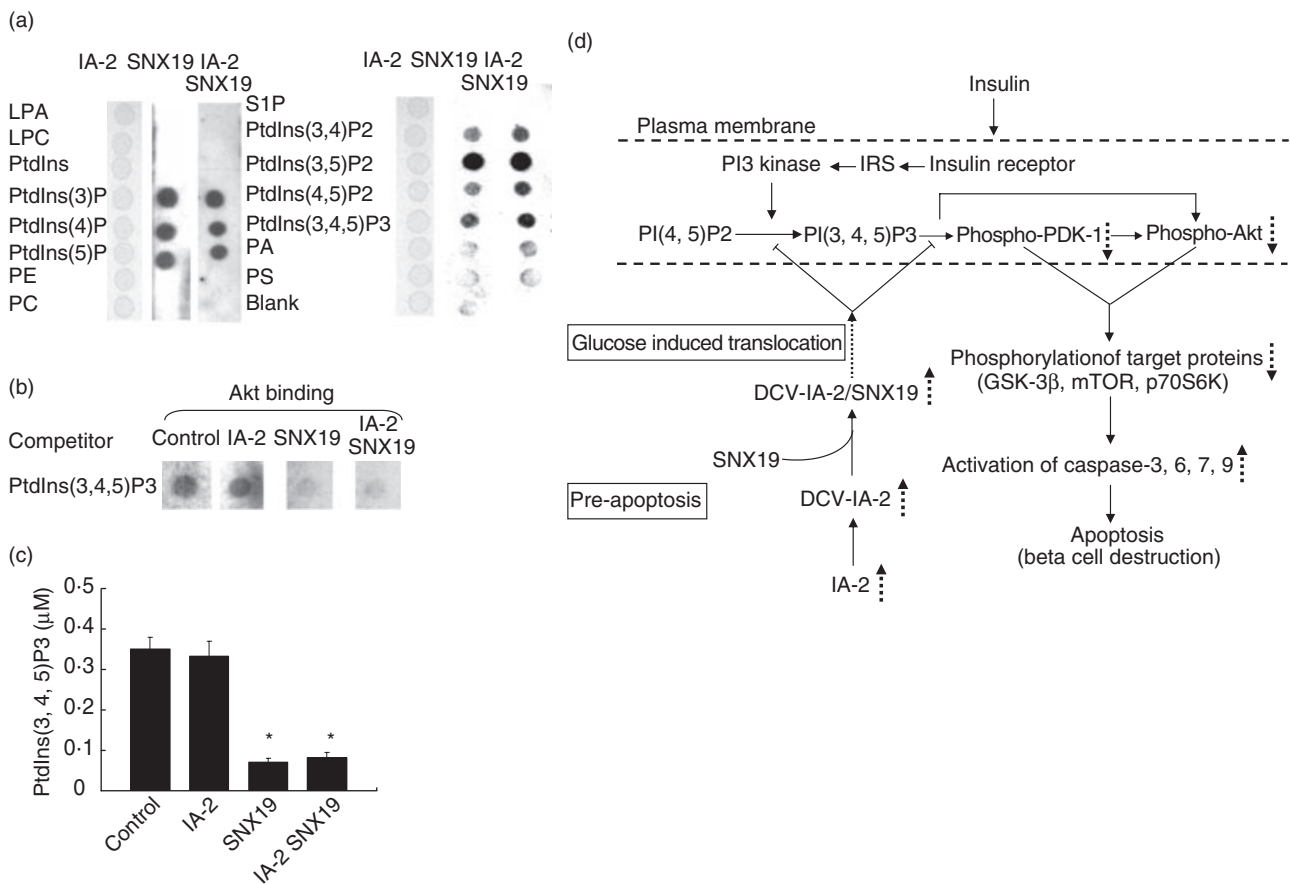 (a)
IA-2 SNX19 IA-2
SNX19
LPA
LPC
PtdIns
PtdIns(3)P
PtdIns(4)P
PtdIns(5)P
PE
PC
IA-2 SNX19 IA-2
SNX19
S1P
PtdIns(3,4)P2
PtdIns(3,5)P2
PtdIns(4,5)P2
PtdIns(3,4,5)P3
PA
PS
Blank
(b)
Akt binding
Competitor Control IA-2 SNX19 IA-2
SNX19
PtdIns(3,4,5)P3
(c)
PtdIns(3, 4, 5)P3 (μM)
0·5
0·4
0.3
0.2
0·1
0
* *
Control
IA-2
SNX19
IA-2 SNX19
(d)
Insulin
Plasma membrane
PI3 kinase IRS Insulin receptor
PI(4, 5)P2 PI(3, 4, 5)P3 Phospho-PDK-1 Phospho-Akt
Glucose induced translocation
DCV-IA-2/SNX19
SNX19
Pre-apoptosis
DCV-IA-2
IA-2
Phosphorylationof target proteins
(GSK-3β, mTOR, p70S6K)
Activation of caspase-3, 6, 7, 9
Apoptosis
(beta cell destruction)